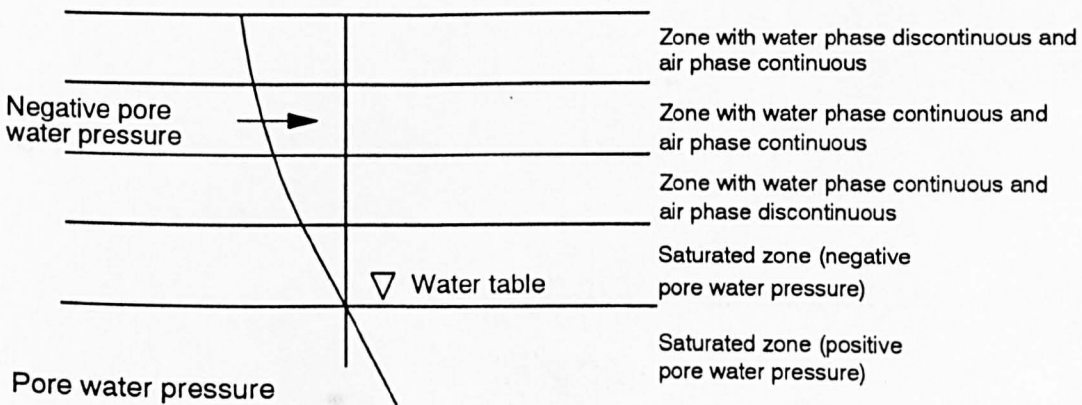 Zone with water phase discontinuous and
air phase continuous
Negative pore
water pressure
Zone with water phase continuous and
air phase continuous
Zone with water phase continuous and
air phase discontinuous
Saturated zone (negative
pore water pressure)
Water table
Saturated zone (positive
pore water pressure)
Pore water pressure